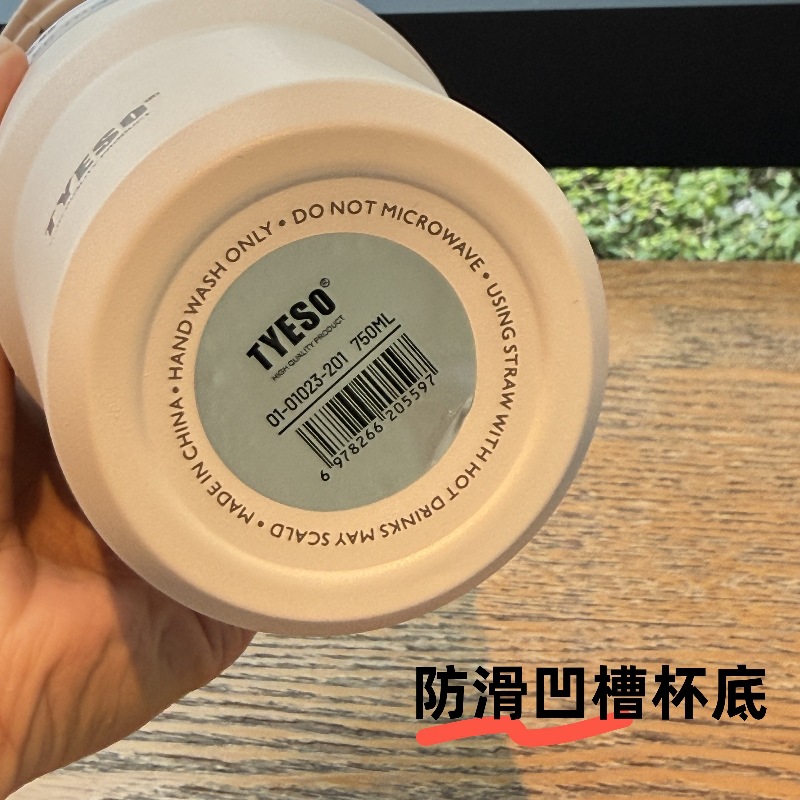 TYESO
• HAND WASH ONLY • DO NOT MICROWAVE • USING STRAW WITH HOT DRINKS MAY SCALD • MADE IN CHINA
TYESO®
HIGH QUALITY PRODUCT
01-01023-201 750ML
6 978266 205597
防滑凹槽杯底